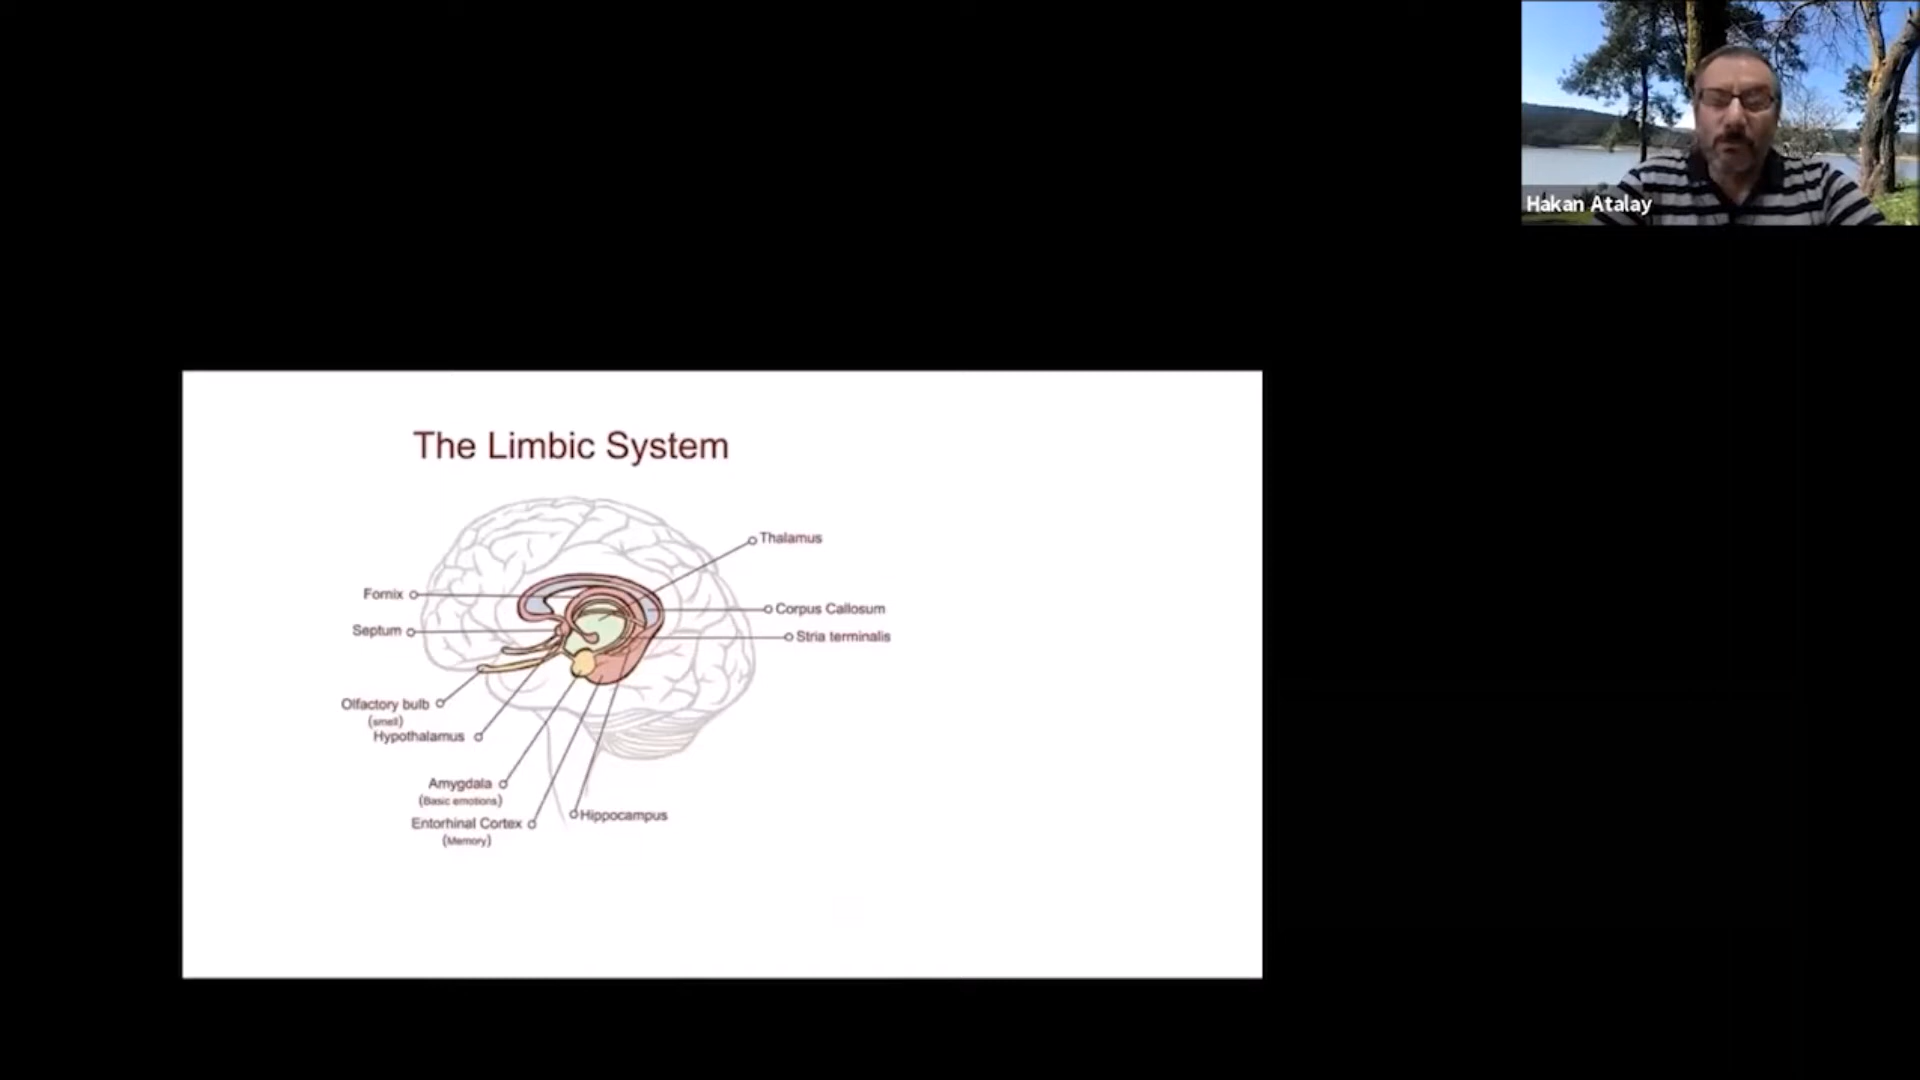 Hakan Atalay
The Limbic System
Thalamus
Fornix
Corpus Callosum
Septum
Stria terminalis
Olfactory bulb
(smell)
Hypothalamus
Amygdala
(Basic emotions)
Hippocampus
Entorhinal Cortex
(Memory)